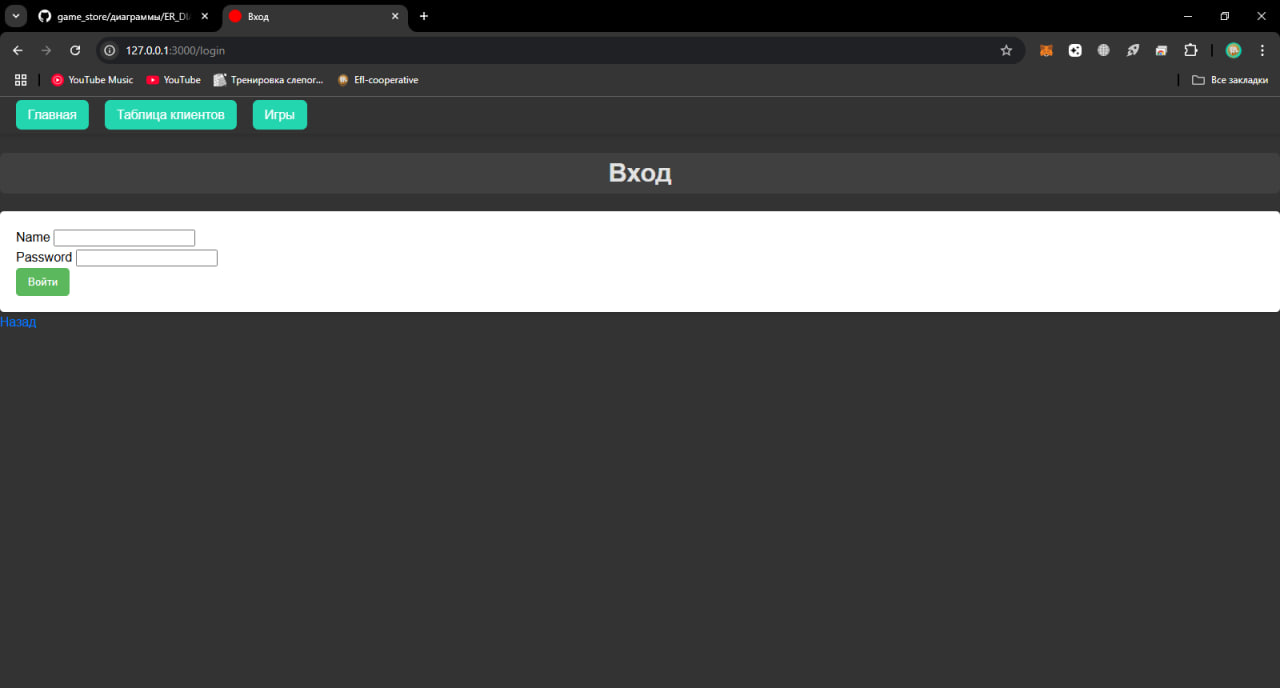 game_store/диаграммы/ER_DI
Вход
127.0.0.1:3000/login
YouTube Music
YouTube
Тренировка слепог...
Efl-cooperative
Все закладки
Главная
Таблица клиентов
Игры
Вход
Name
Password
Войти
Назад